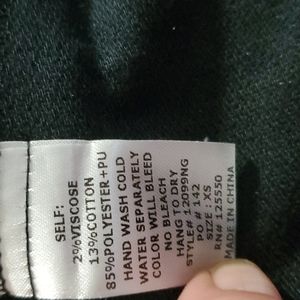 SELF:
2%VISCOSE
13%COTTON
85%POLYESTER+PU
HAND WASH COLD
WATER SEPARATELY
COLOR WILL BLEED
NO BLEACH
HANG TO DRY
STYLE# 12099NG
PO # 142
SIZE : XS
RN# 125550
MADE IN CHINA